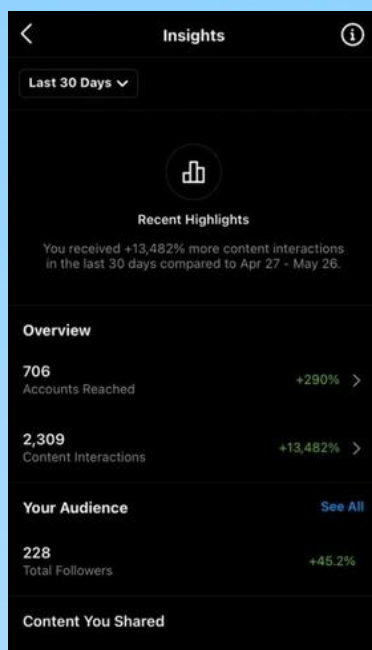 Insights
Last 30 Days
Recent Highlights
You received +13,482% more content interactions
in the last 30 days compared to Apr 27 - May 26.
Overview
706
Accounts Reached
+290%
2,309
Content Interactions
+13,482%
Your Audience
See All
228
Total Followers
+45.2%
Content You Shared